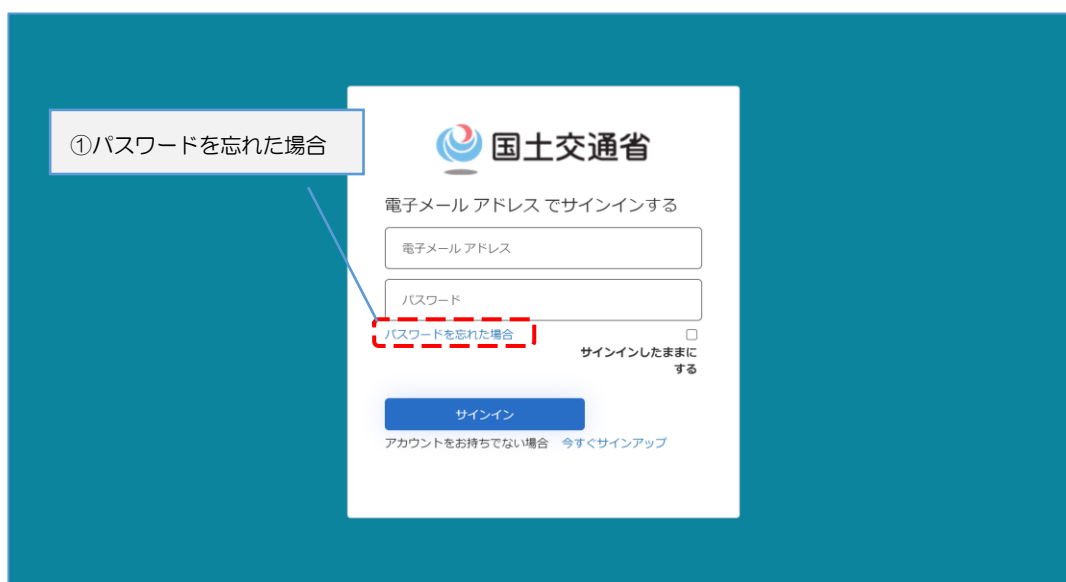 ①パスワードを忘れた場合
国土交通省
電子メール アドレス でサインインする
電子メール アドレス
パスワード
パスワードを忘れた場合
サインインしたままに
する
サインイン
アカウントをお持ちでない場合 今すぐサインアップ